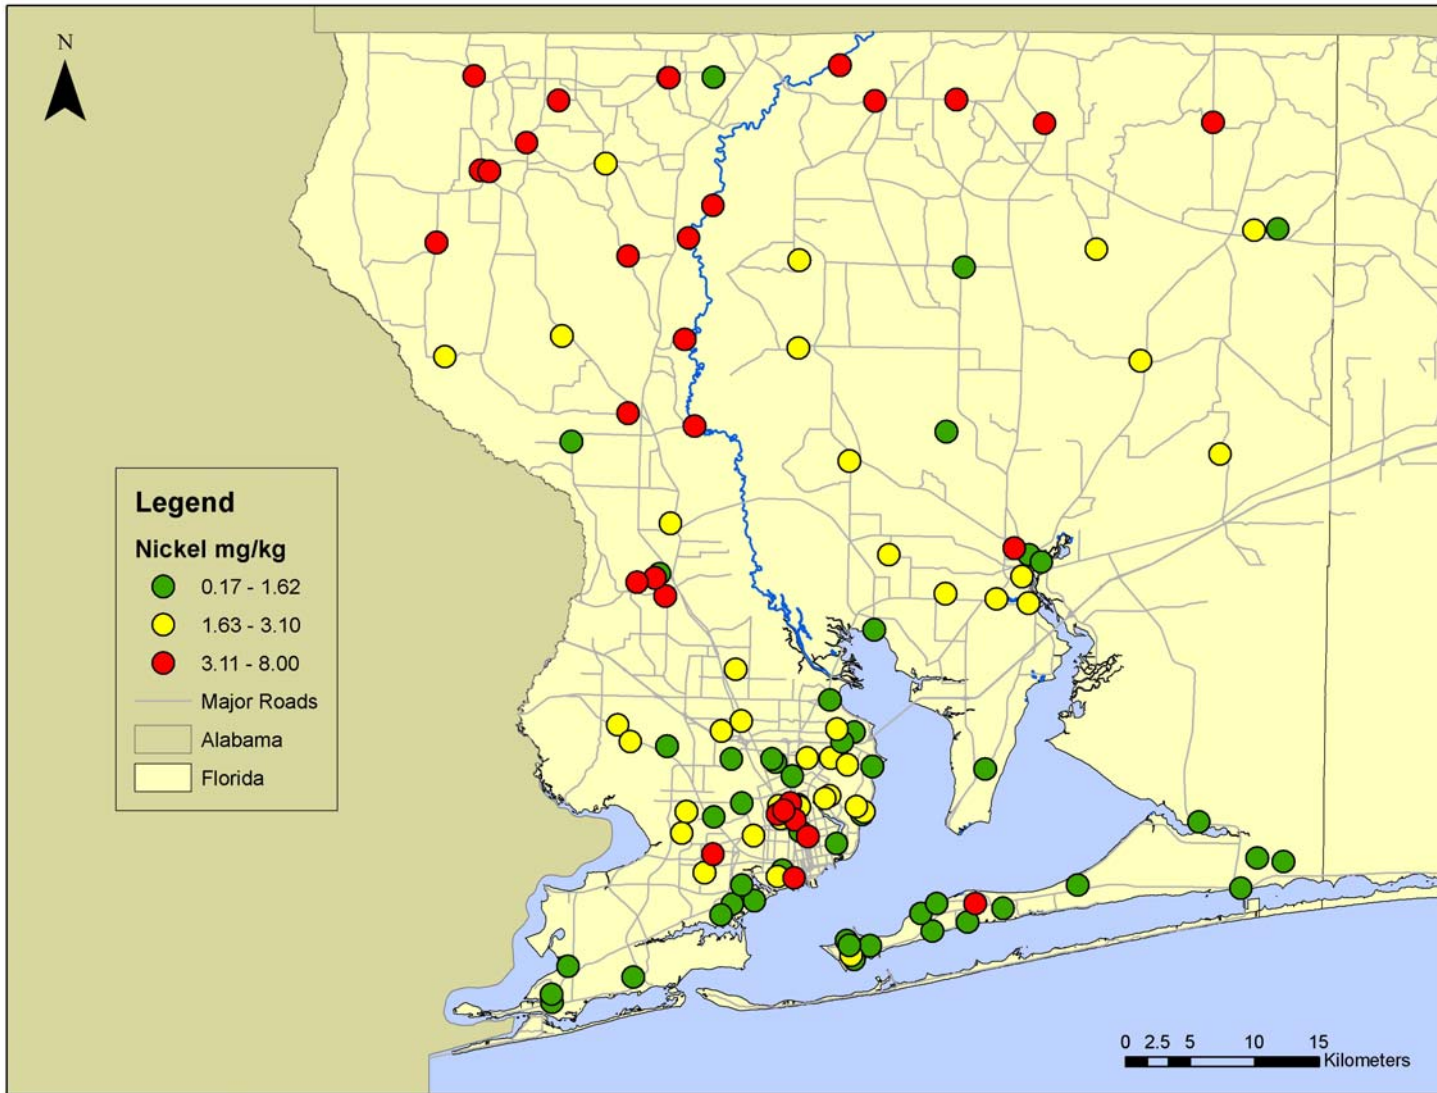 N
Legend
Nickel mg/kg
0.17 - 1.62
1.63 - 3.10
3.11 - 8.00
Major Roads
Alabama
Florida
0 2.5 5 10 15
Kilometers